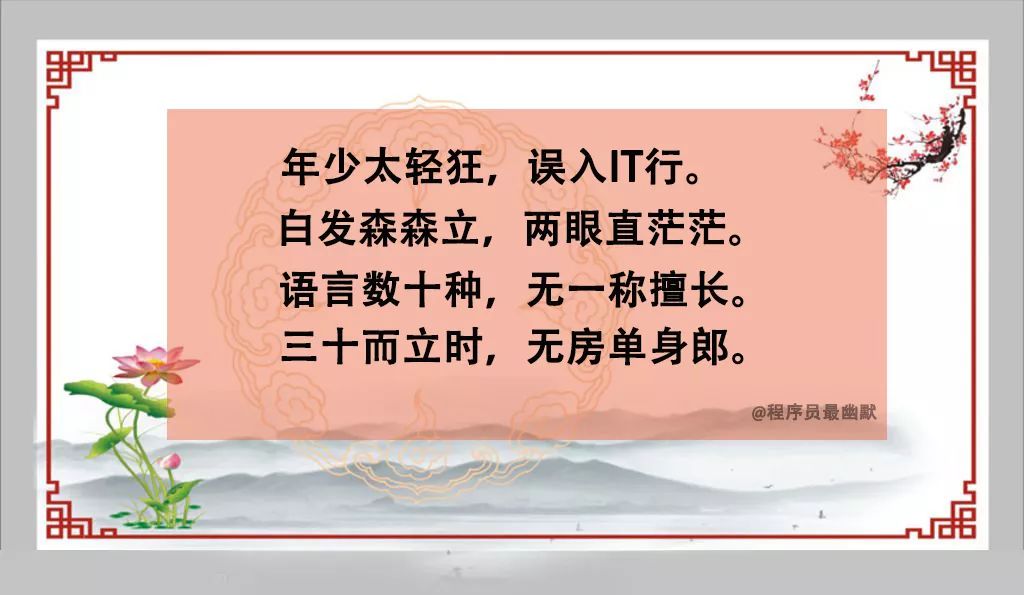 年少太轻狂，误入IT行。
白发森森立，两眼直茫茫。
语言数十种，无一称擅长。
三十而立时，无房单身郎。
@程序员最幽默